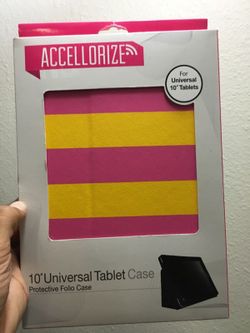 ACCELLORIZE
For
Universal
10" Tablets
10" Universal Tablet Case
Protective Folio Case